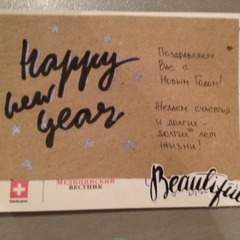 Happy
new
year
Поздравляем
Вас с
Новым Годом!
Желаем счастья
и долгих-
долгих лет
жизни!
МЕДИЦИНСКИЙ
ВЕСТНИК
Beautiful